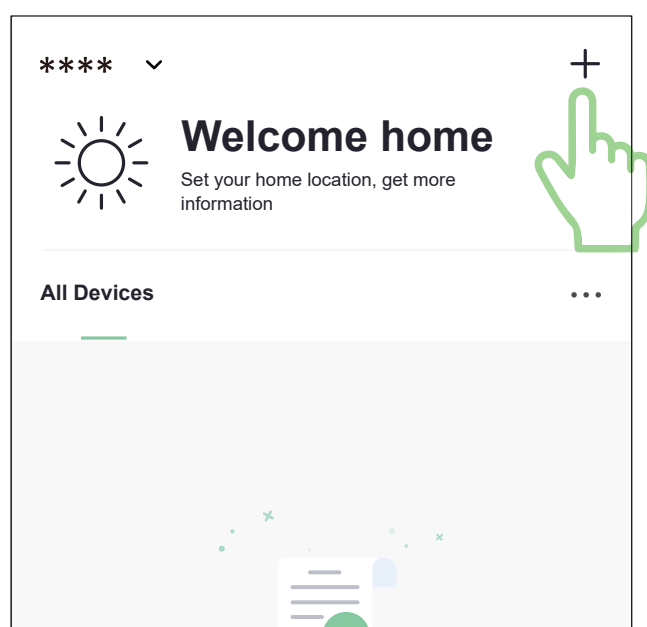 ****
Welcome home
Set your home location, get more
information
All Devices